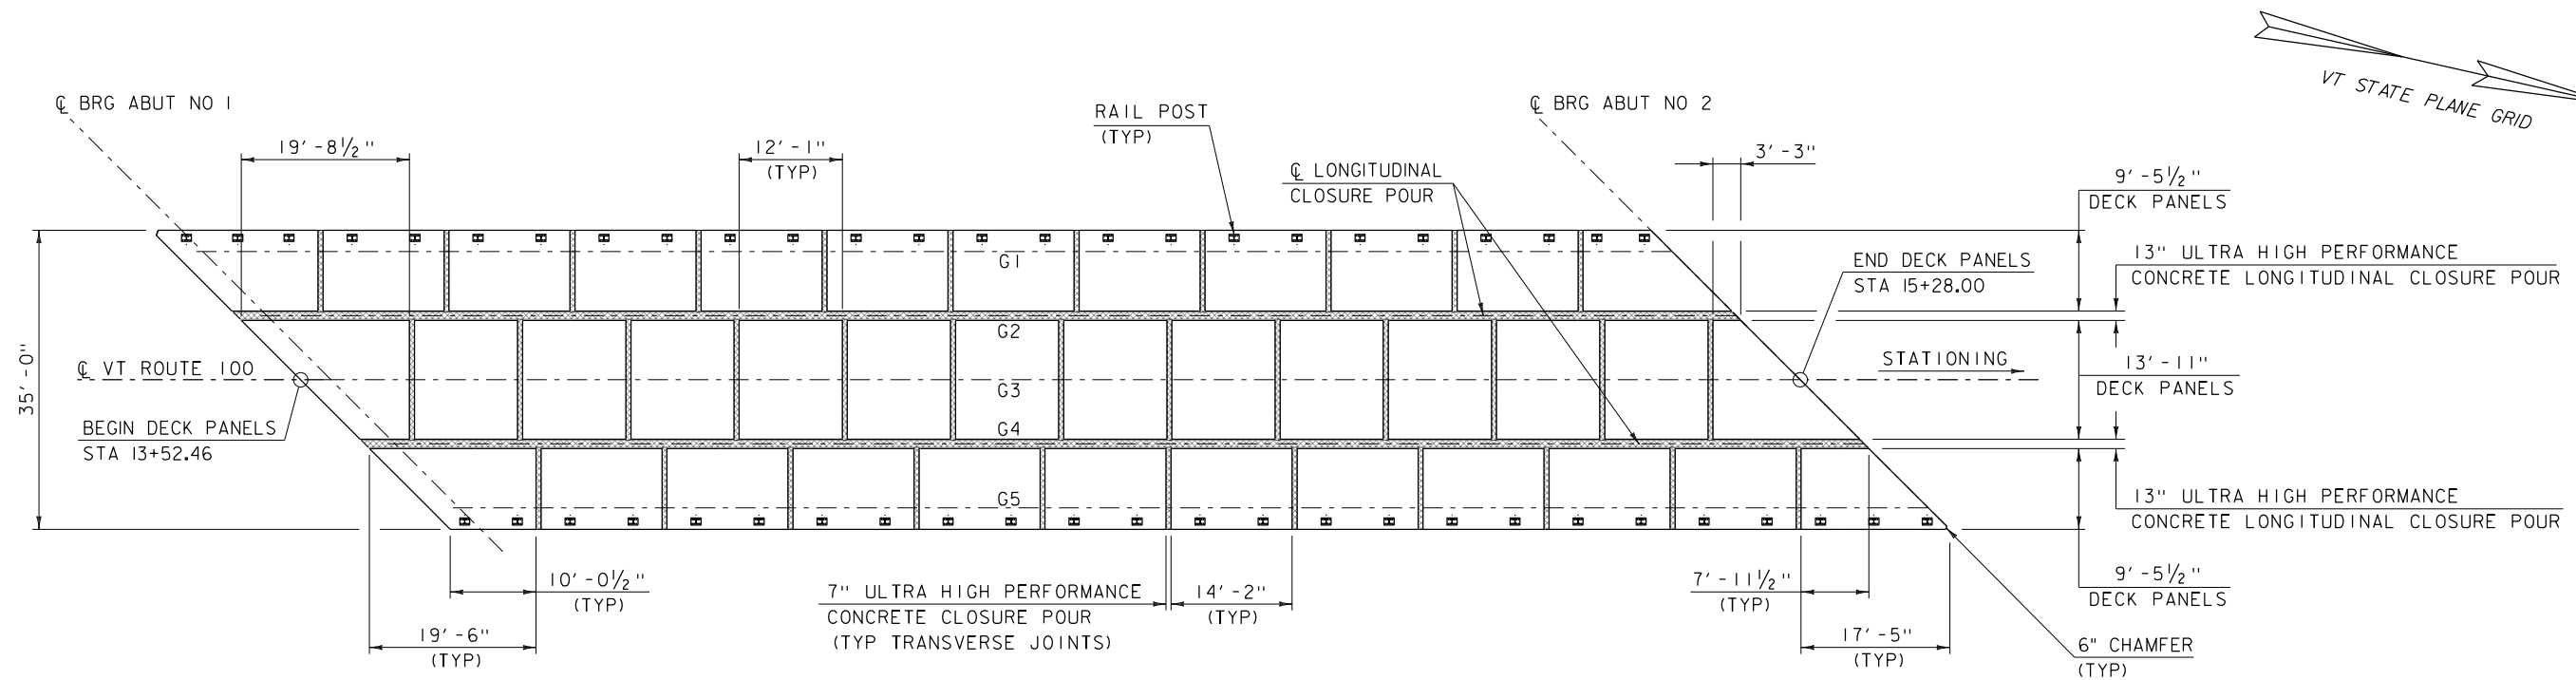 VT STATE PLANE GRID
℄ BRG ABUT NO 1
℄ BRG ABUT NO 2
RAIL POST
(TYP)
19'-8½"
12'-1"
(TYP)
℄ LONGITUDINAL
CLOSURE POUR
3'-3"
9'-5½"
DECK PANELS
13" ULTRA HIGH PERFORMANCE
CONCRETE LONGITUDINAL CLOSURE POUR
END DECK PANELS
STA 15+28.00
G1
G2
G3
G4
G5
35'-0"
℄ VT ROUTE 100
STATIONING
13'-11"
DECK PANELS
BEGIN DECK PANELS
STA 13+52.46
13" ULTRA HIGH PERFORMANCE
CONCRETE LONGITUDINAL CLOSURE POUR
9'-5½"
DECK PANELS
10'-0½"
(TYP)
19'-6"
(TYP)
7" ULTRA HIGH PERFORMANCE
CONCRETE CLOSURE POUR
(TYP TRANSVERSE JOINTS)
14'-2"
(TYP)
7'-11½"
(TYP)
17'-5"
(TYP)
6" CHAMFER
(TYP)